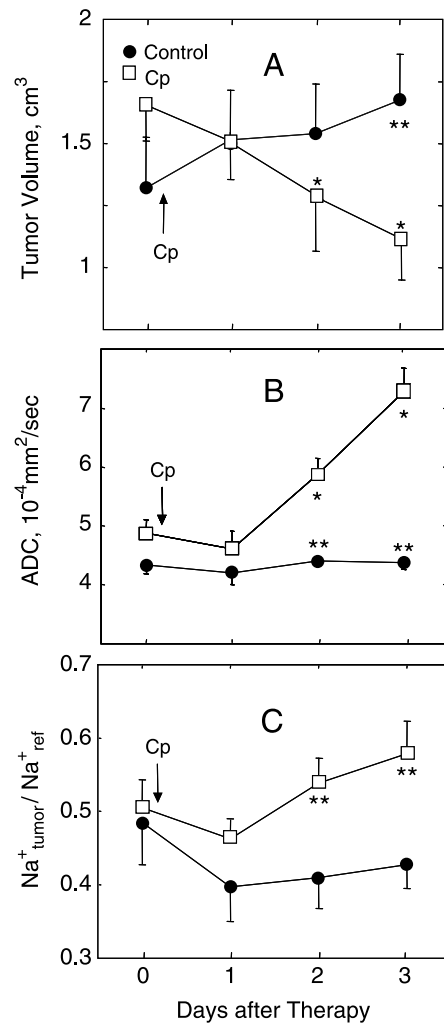 2
Control
Cp
A
**
1.5
*
*
Cp
1
Tumor Volume, cm³
B
7
*
Cp
6
*
5
**
**
4
ADC, 10⁻⁴mm²/sec
0.7
C
Cp
0.6
**
**
0.5
0.4
0.3
Na⁺tumor / Na⁺ref
0 1 2 3
Days after Therapy